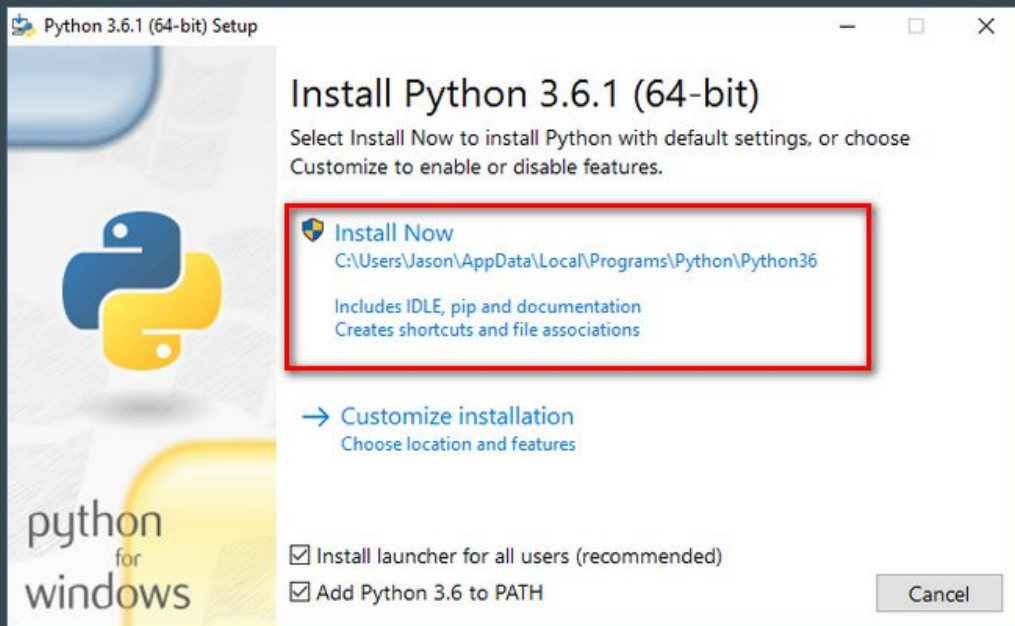 Python 3.6.1 (64-bit) Setup
Install Python 3.6.1 (64-bit)
Select Install Now to install Python with default settings, or choose
Customize to enable or disable features.
Install Now
C:\Users\Jason\AppData\Local\Programs\Python\Python36
Includes IDLE, pip and documentation
Creates shortcuts and file associations
Customize installation
Choose location and features
python
for
windows
Install launcher for all users (recommended)
Add Python 3.6 to PATH
Cancel